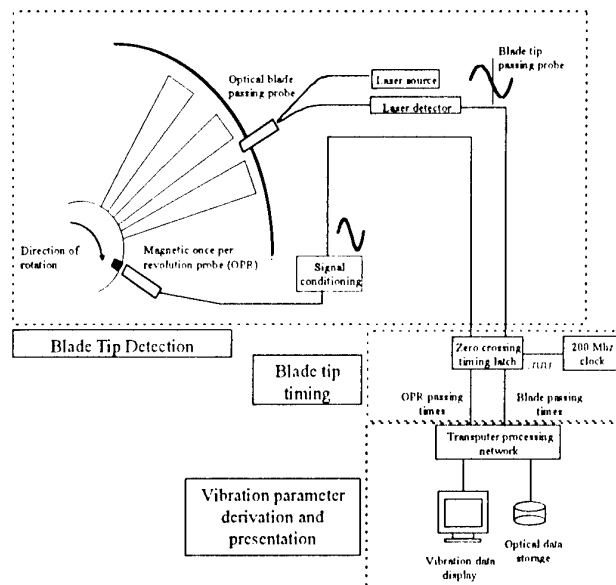 Blade tip
passing probe
Optical blade
passing probe
Laser source
Laser detector
Direction of
rotation
Magnetic once per
revolution probe (OPR)
Signal
conditioning
Blade Tip Detection
Blade tip
timing
Zero crossing
timing latch
200 Mhz
clock
OPR passing
times
Blade passing
times
Transputer processing
network
Vibration parameter
derivation and
presentation
Vibration data
display
Optical data
storage